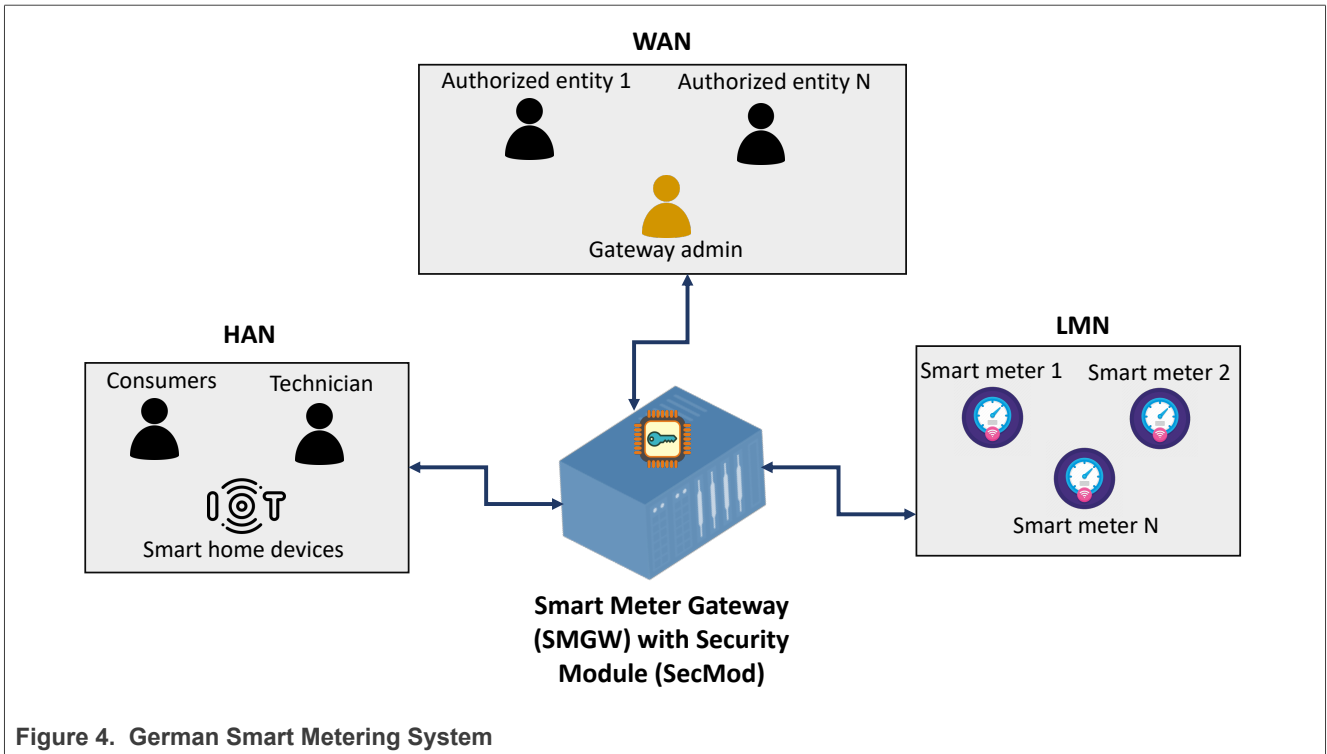 WAN
Authorized entity 1
Authorized entity N
Gateway admin
HAN
Consumers
Technician
IOT
Smart home devices
LMN
Smart meter 1
Smart meter 2
Smart meter N
Smart Meter Gateway
(SMGW) with Security
Module (SecMod)
Figure 4. German Smart Metering System